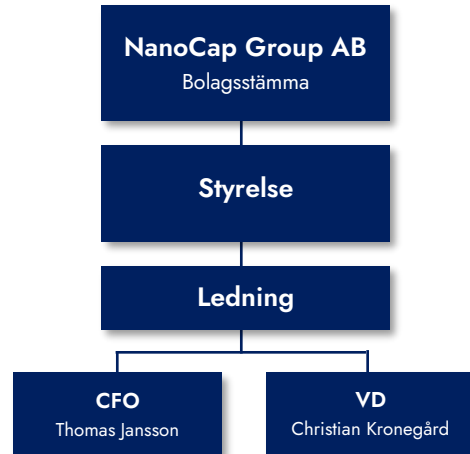 NanoCap Group AB
Bolagsstämma
Styrelse
Ledning
CFO
Thomas Jansson
VD
Christian Kronegård